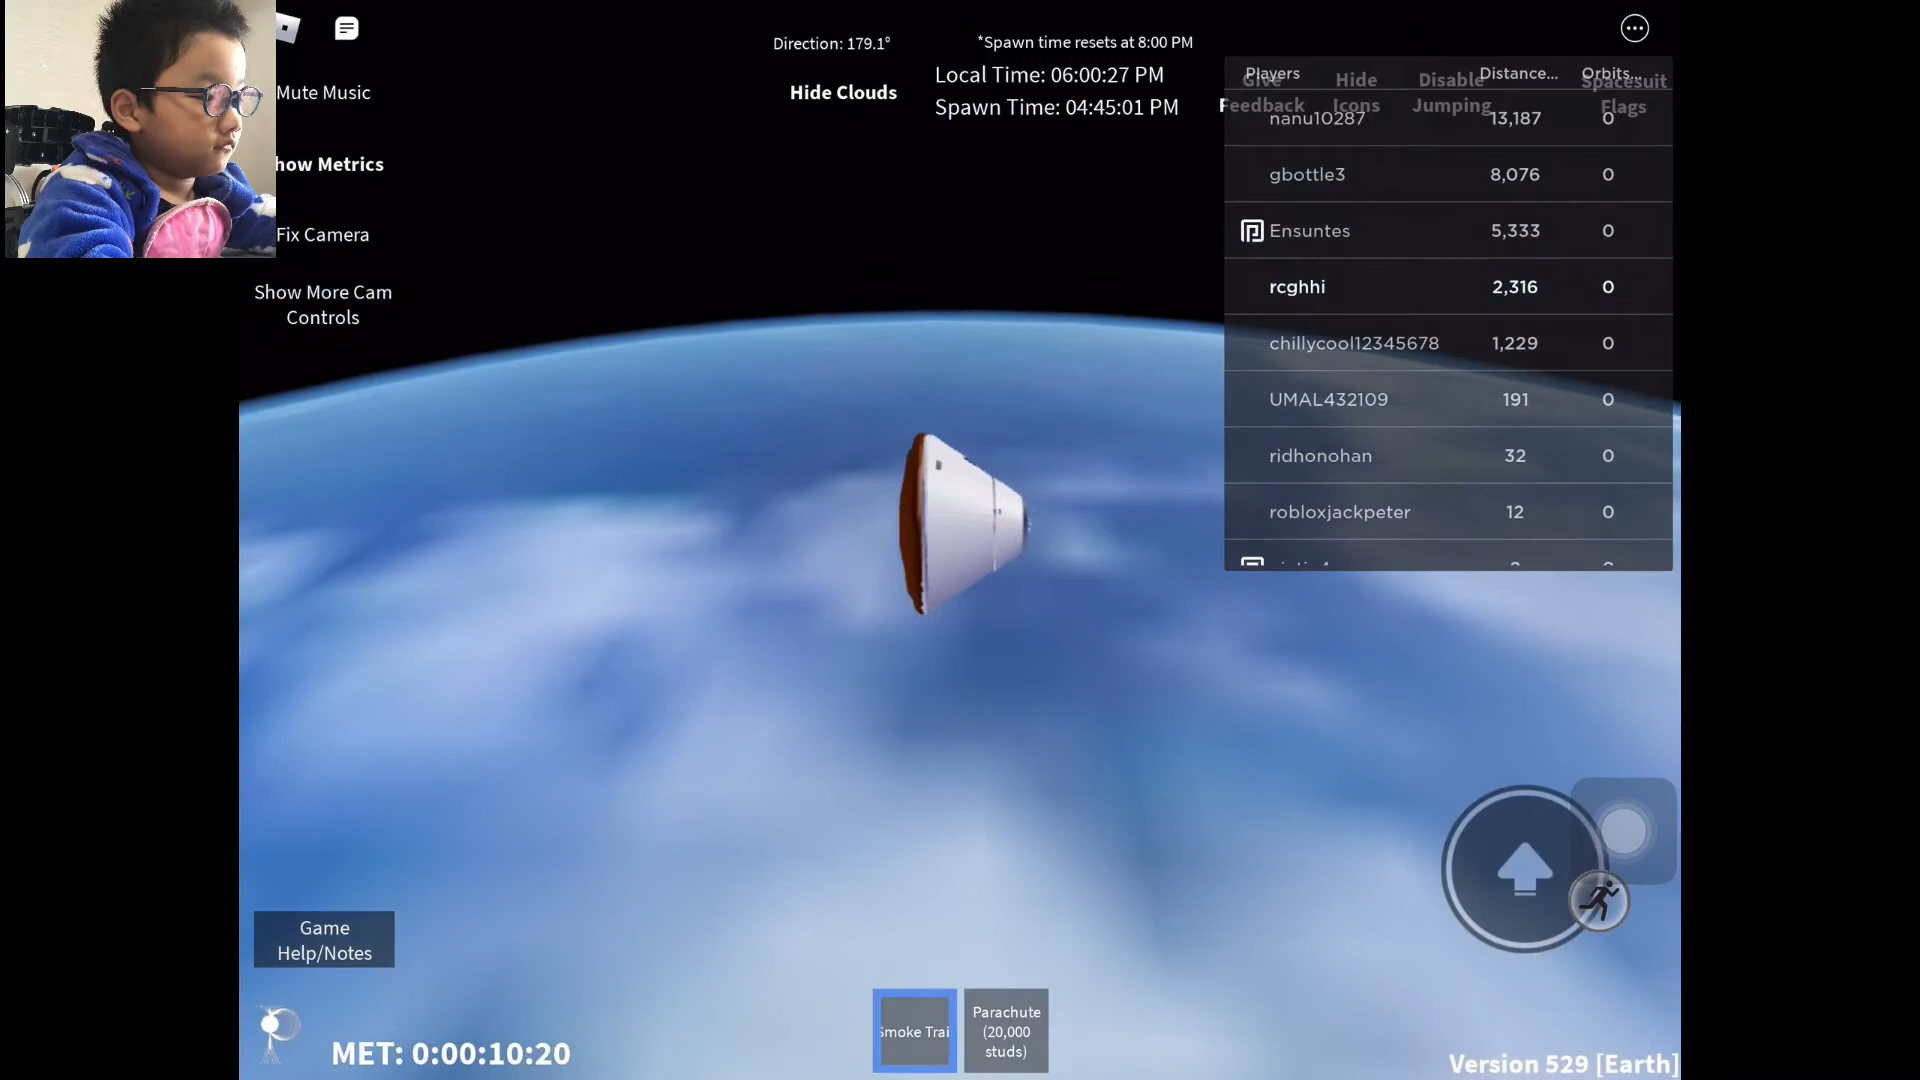 Direction: 179.1°
*Spawn time resets at 8:00 PM
Mute Music
Hide Clouds
Local Time: 06:00:27 PM
Spawn Time: 04:45:01 PM
Give
Feedback
Hide
Icons
Disable
Jumping
Spacesuit
Flags
how Metrics
Fix Camera
Show More Cam
Controls
Players Distance... Orbits...
nanu10287 13,187 0
gbottle3 8,076 0
Ensuntes 5,333 0
rcghhi 2,316 0
chillycool12345678 1,229 0
UMAL432109 191 0
ridhonohan 32 0
robloxjackpeter 12 0
Game
Help/Notes
MET: 0:00:10:20
Smoke Trai
Parachute
(20,000
studs)
Version 529 [Earth]